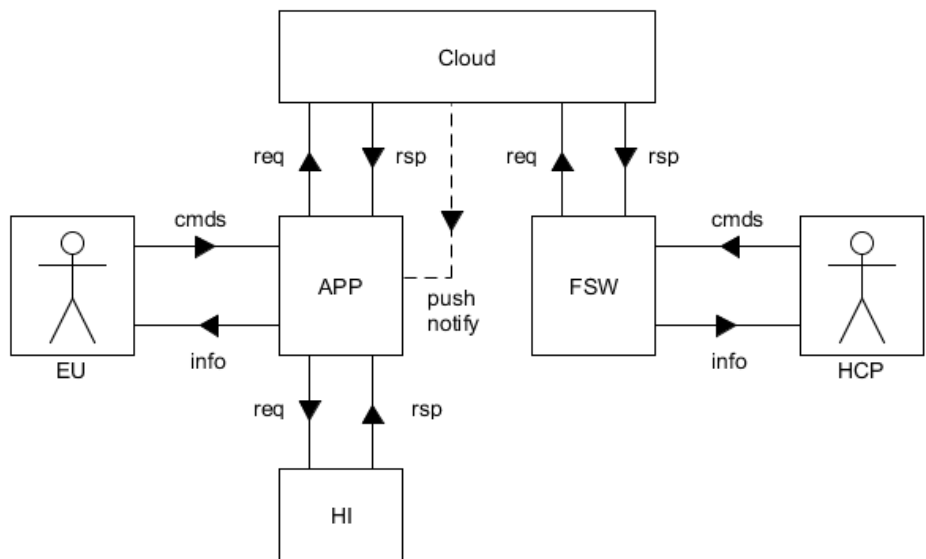 Cloud
req
rsp
req
rsp
cmds
cmds
APP
FSW
push
notify
info
info
EU
HCP
req
rsp
HI